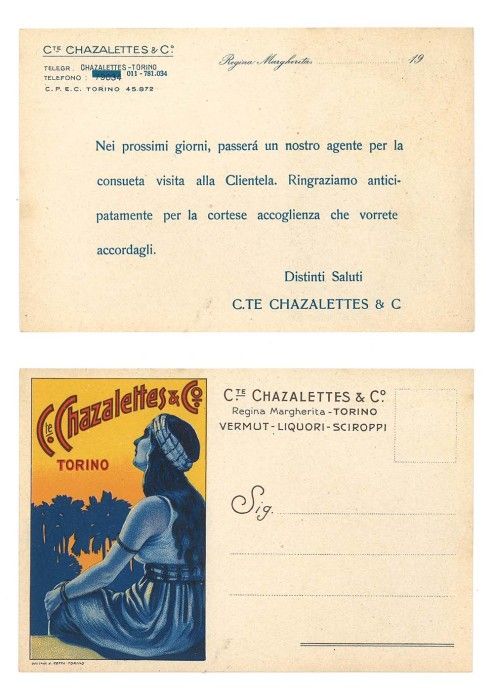 CTE CHAZALETTES & Co
TELEGR. CHAZALETTES-TORINO
TELEFONO : 011 - 781.034
C. P. E. C. TORINO 45.872
Regina Margherita 19
Nei prossimi giorni, passerá un nostro agente per la
consueta visita alla Clientela. Ringraziamo antici-
patamente per la cortese accoglienza che vorrete
accordagli.
Distinti Saluti
C.TE CHAZALETTES & C
Cte Chazalettes & Co
TORINO
CTE CHAZALETTES & Co
Regina Margherita - TORINO
VERMUT - LIQUORI - SCIROPPI
Sig.